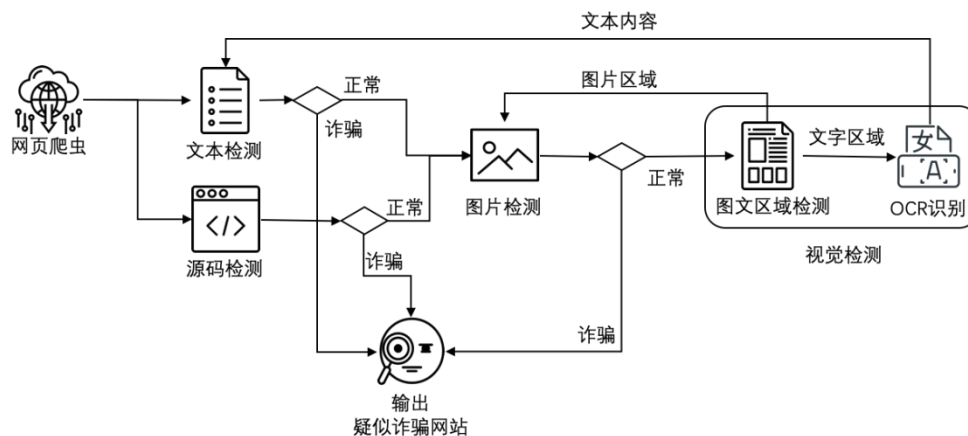 文本内容
正常
图片区域
诈骗
网页爬虫
文本检测
文字区域
女
A
正常
图片检测
正常
图文区域检测
OCR识别
</>
源码检测
诈骗
视觉检测
诈骗
输出
疑似诈骗网站